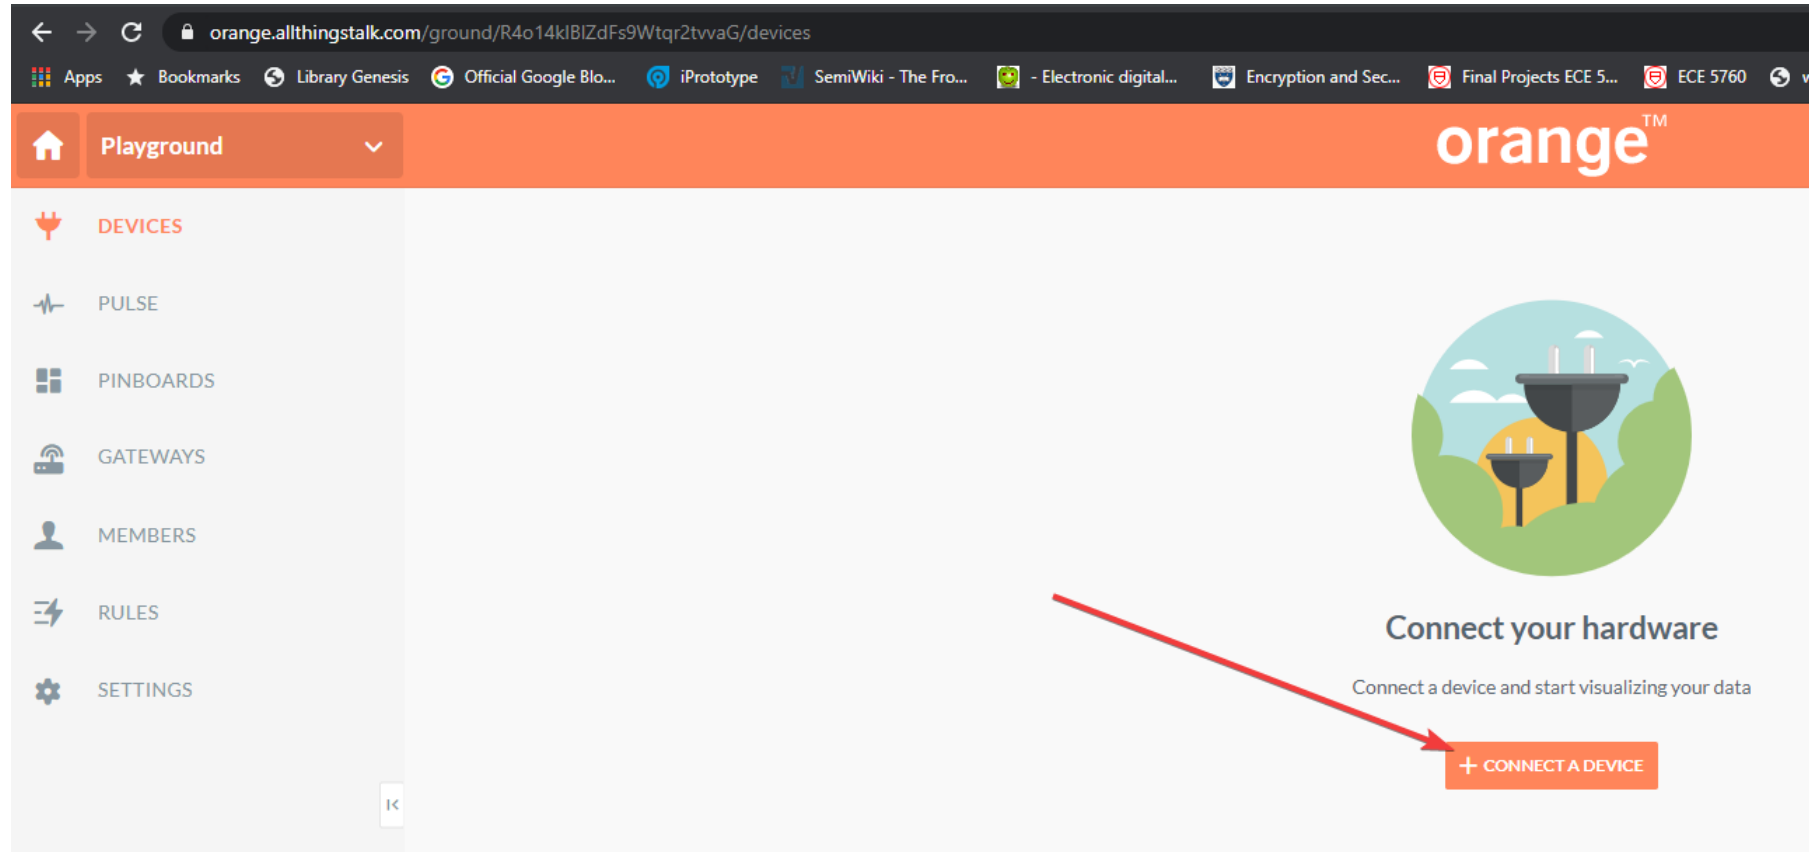 orange.allthingstalk.com/ground/R4o14klBlZdFs9Wtqr2tvvaG/devices
Apps Bookmarks Library Genesis Official Google Blo... iPrototype SemiWiki - The Fro... - Electronic digital... Encryption and Sec... Final Projects ECE 5... ECE 5760
Playground
orange™
DEVICES
PULSE
PINBOARDS
GATEWAYS
MEMBERS
RULES
SETTINGS
Connect your hardware
Connect a device and start visualizing your data
+ CONNECT A DEVICE